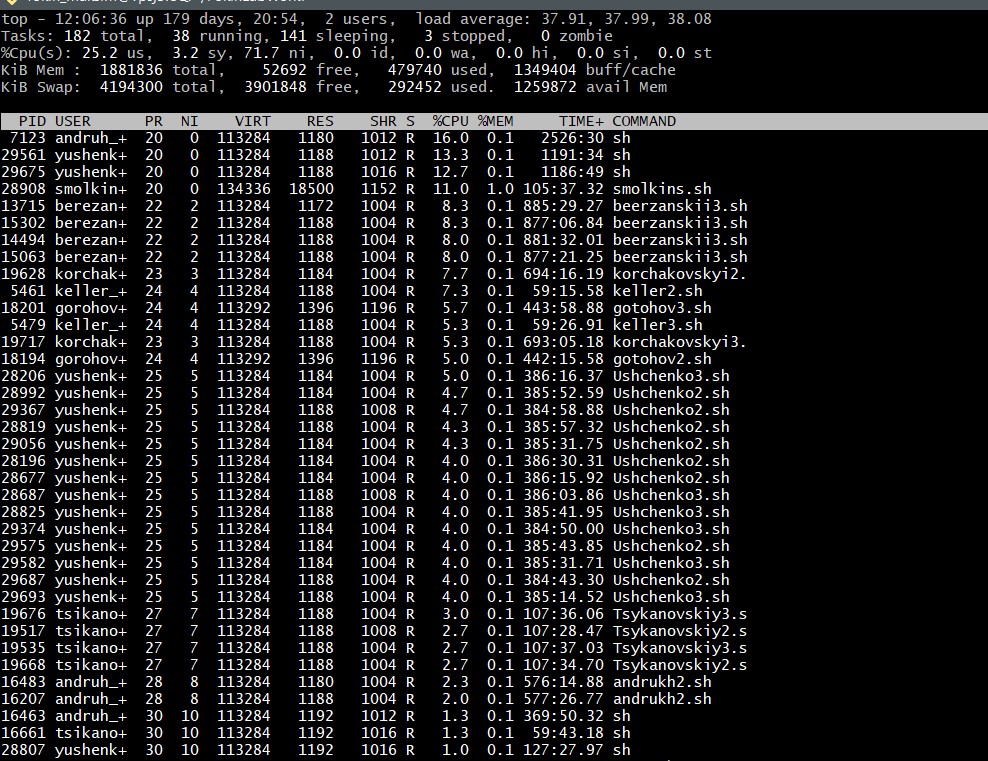 top - 12:06:36 up 179 days, 20:54,  2 users,  load average: 37.91, 37.99, 38.08
Tasks: 182 total,  38 running, 141 sleeping,   3 stopped,   0 zombie
%Cpu(s): 25.2 us,  3.2 sy, 71.7 ni,  0.0 id,  0.0 wa,  0.0 hi,  0.0 si,  0.0 st
KiB Mem :  1881836 total,    52692 free,   479740 used,  1349404 buff/cache
KiB Swap:  4194300 total,  3901848 free,   292452 used.  1259872 avail Mem
PID USER PR NI VIRT RES SHR S %CPU %MEM TIME+ COMMAND
7123 andruh_+ 20 0 113284 1180 1012 R 16.0 0.1 2526:30 sh
29561 yushenk+ 20 0 113284 1188 1012 R 13.3 0.1 1191:34 sh
29675 yushenk+ 20 0 113284 1188 1016 R 12.7 0.1 1186:49 sh
28908 smolkin+ 20 0 134336 18500 1152 R 11.0 1.0 105:37.32 smolkins.sh
13715 berezan+ 22 2 113284 1172 1004 R 8.3 0.1 885:29.27 beerzanskii3.sh
15302 berezan+ 22 2 113284 1188 1004 R 8.3 0.1 877:06.84 beerzanskii3.sh
14494 berezan+ 22 2 113284 1188 1004 R 8.0 0.1 881:32.01 beerzanskii3.sh
15063 berezan+ 22 2 113284 1188 1004 R 8.0 0.1 877:21.25 beerzanskii3.sh
19628 korchak+ 23 3 113284 1184 1004 R 7.7 0.1 694:16.19 korchakovskyi2.
5461 keller_+ 24 4 113284 1188 1004 R 7.3 0.1 59:15.58 keller2.sh
18201 gorohov+ 24 4 113292 1396 1196 R 5.7 0.1 443:58.88 gotohov3.sh
5479 keller_+ 24 4 113284 1188 1004 R 5.3 0.1 59:26.91 keller3.sh
19717 korchak+ 23 3 113284 1188 1004 R 5.3 0.1 693:05.18 korchakovskyi3.
18194 gorohov+ 24 4 113292 1396 1196 R 5.0 0.1 442:15.58 gotohov2.sh
28206 yushenk+ 25 5 113284 1184 1004 R 5.0 0.1 386:16.37 Ushchenko3.sh
28992 yushenk+ 25 5 113284 1184 1004 R 4.7 0.1 385:52.59 Ushchenko2.sh
29367 yushenk+ 25 5 113284 1188 1008 R 4.7 0.1 384:58.88 Ushchenko2.sh
28819 yushenk+ 25 5 113284 1188 1004 R 4.3 0.1 385:57.32 Ushchenko2.sh
29056 yushenk+ 25 5 113284 1184 1004 R 4.3 0.1 385:31.75 Ushchenko2.sh
28196 yushenk+ 25 5 113284 1184 1004 R 4.0 0.1 386:30.31 Ushchenko2.sh
28677 yushenk+ 25 5 113284 1184 1004 R 4.0 0.1 386:15.92 Ushchenko2.sh
28687 yushenk+ 25 5 113284 1188 1008 R 4.0 0.1 386:03.86 Ushchenko3.sh
28825 yushenk+ 25 5 113284 1188 1004 R 4.0 0.1 385:41.95 Ushchenko3.sh
29374 yushenk+ 25 5 113284 1184 1004 R 4.0 0.1 384:50.00 Ushchenko3.sh
29575 yushenk+ 25 5 113284 1184 1004 R 4.0 0.1 385:43.85 Ushchenko2.sh
29582 yushenk+ 25 5 113284 1184 1004 R 4.0 0.1 385:31.71 Ushchenko3.sh
29687 yushenk+ 25 5 113284 1188 1004 R 4.0 0.1 384:43.30 Ushchenko2.sh
29693 yushenk+ 25 5 113284 1188 1004 R 4.0 0.1 385:14.52 Ushchenko3.sh
19676 tsikano+ 27 7 113284 1188 1004 R 3.0 0.1 107:36.06 Tsykanovskiy3.s
19517 tsikano+ 27 7 113284 1188 1008 R 2.7 0.1 107:28.47 Tsykanovskiy2.s
19535 tsikano+ 27 7 113284 1188 1004 R 2.7 0.1 107:37.03 Tsykanovskiy3.s
19668 tsikano+ 27 7 113284 1188 1004 R 2.7 0.1 107:34.70 Tsykanovskiy2.s
16483 andruh_+ 28 8 113284 1180 1004 R 2.3 0.1 576:14.88 andrukh2.sh
16207 andruh_+ 28 8 113284 1188 1004 R 2.0 0.1 577:26.77 andrukh2.sh
16463 andruh_+ 30 10 113284 1192 1012 R 1.3 0.1 369:50.32 sh
16661 tsikano+ 30 10 113284 1192 1016 R 1.3 0.1 59:43.18 sh
28807 yushenk+ 30 10 113284 1192 1016 R 1.0 0.1 127:27.97 sh